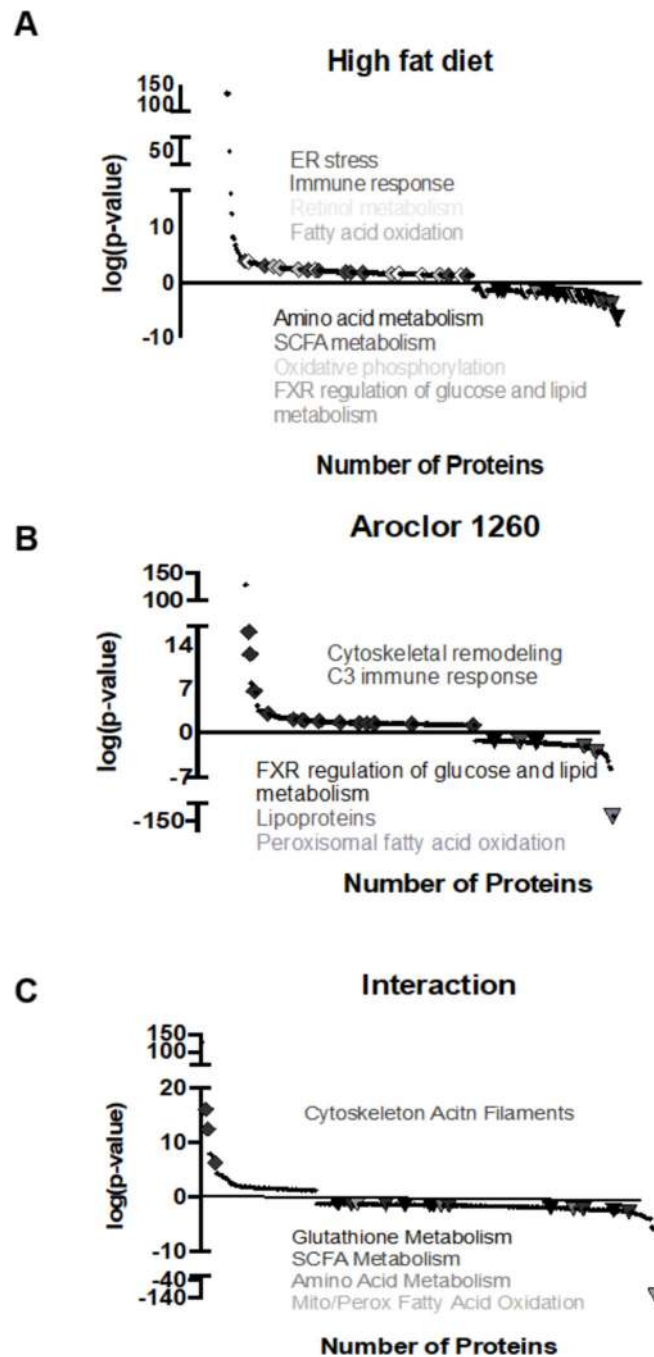 A
High fat diet
150
100
50
10
0
-10
log(p-value)
ER stress
Immune response
Retinol metabolism
Fatty acid oxidation
Amino acid metabolism
SCFA metabolism
Oxidative phosphorylation
FXR regulation of glucose and lipid
metabolism
Number of Proteins
B
Aroclor 1260
150
100
14
7
0
-7
-150
log(p-value)
Cytoskeletal remodeling
C3 immune response
FXR regulation of glucose and lipid
metabolism
Lipoproteins
Peroxisomal fatty acid oxidation
Number of Proteins
C
Interaction
150
100
20
10
0
-10
-40
-140
log(p-value)
Cytoskeleton Acitn Filaments
Glutathione Metabolism
SCFA Metabolism
Amino Acid Metabolism
Mito/Perox Fatty Acid Oxidation
Number of Proteins